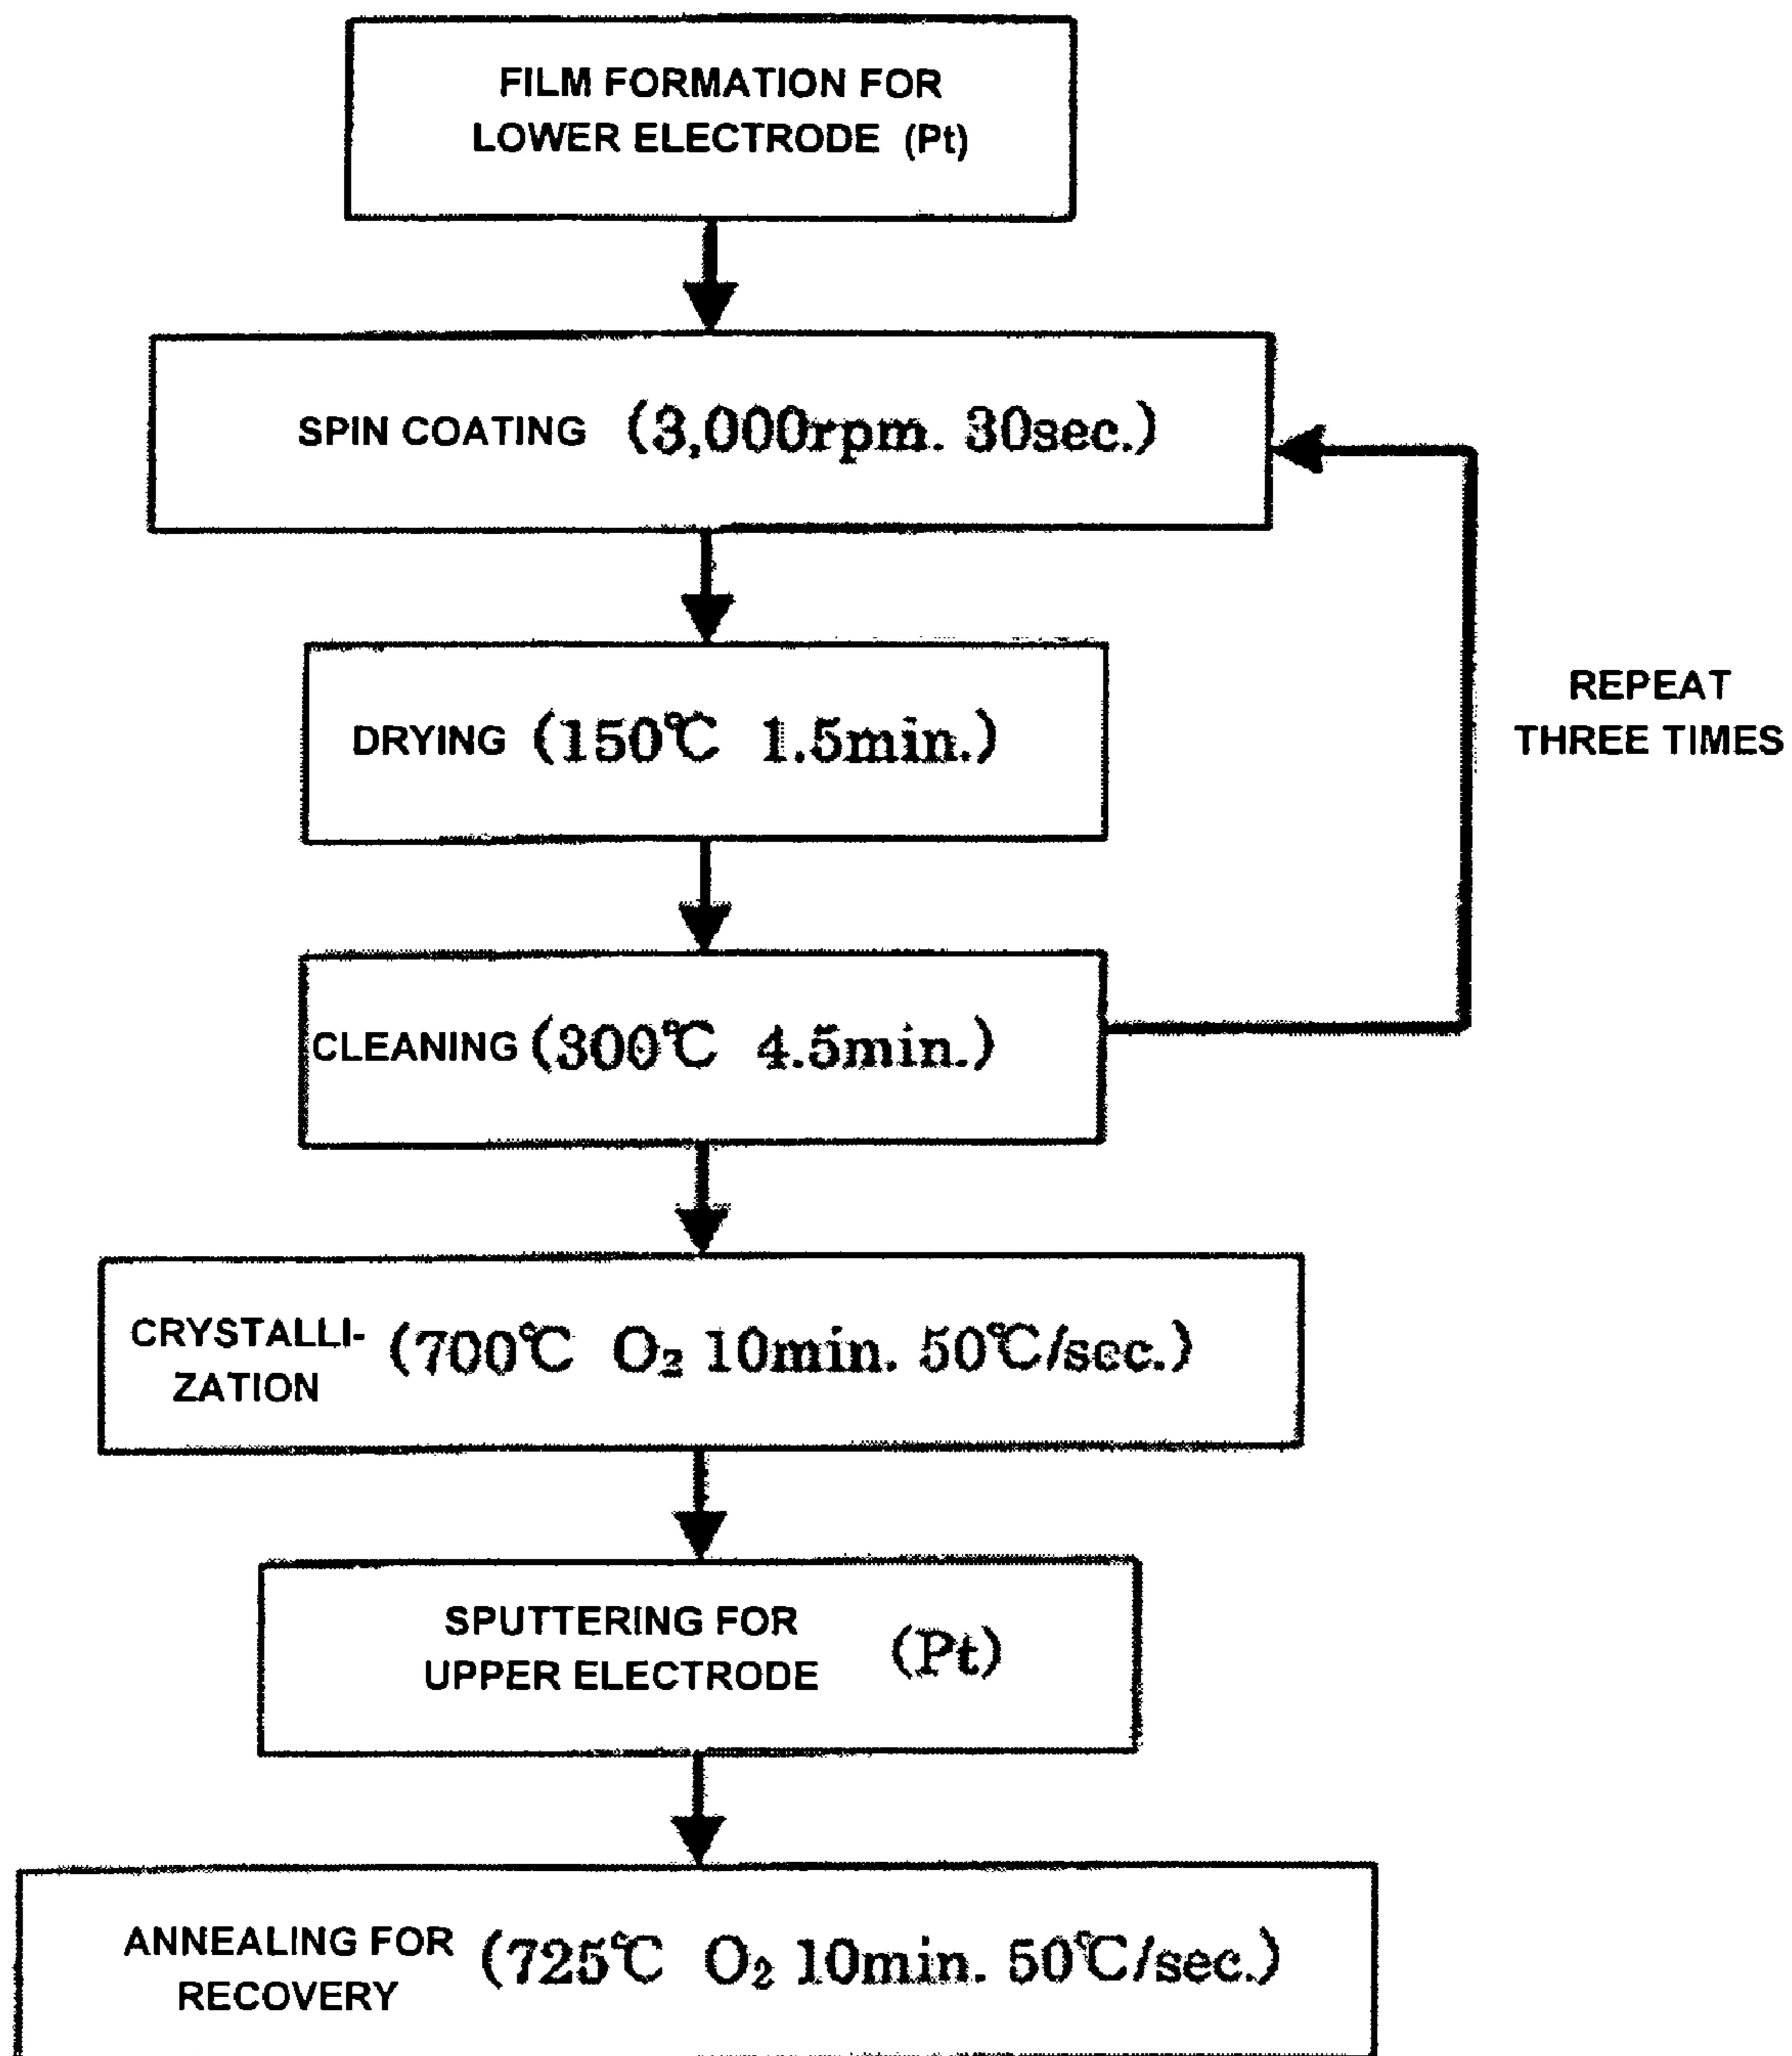 FILM FORMATION FOR
LOWER ELECTRODE (Pt)
SPIN COATING (3,000rpm. 30sec.)
DRYING (150℃ 1.5min.)
REPEAT
THREE TIMES
CLEANING (300℃ 4.5min.)
CRYSTALLI-
ZATION (700℃ O₂ 10min. 50℃/sec.)
SPUTTERING FOR
UPPER ELECTRODE (Pt)
ANNEALING FOR
RECOVERY (725℃ O₂ 10min. 50℃/sec.)